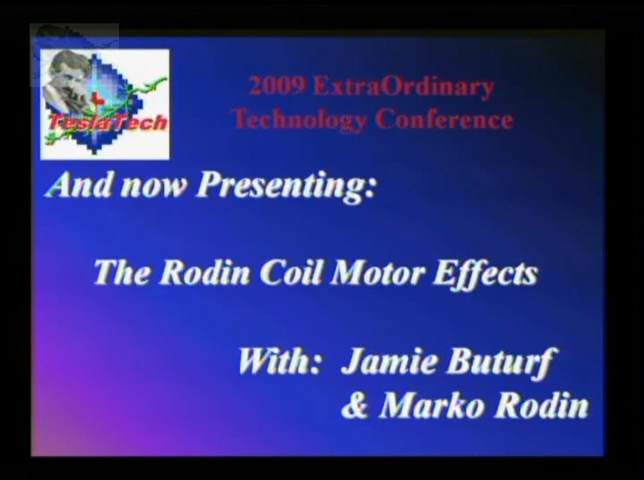 TeslaTech
2009 ExtraOrdinary
Technology Conference
And now Presenting:
The Rodin Coil Motor Effects
With: Jamie Buturf
& Marko Rodin